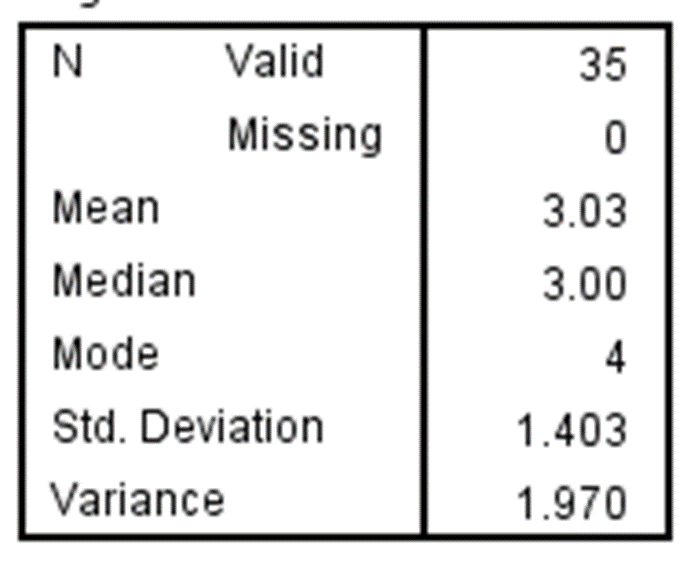 N Valid 35
Missing 0
Mean 3.03
Median 3.00
Mode 4
Std. Deviation 1.403
Variance 1.970